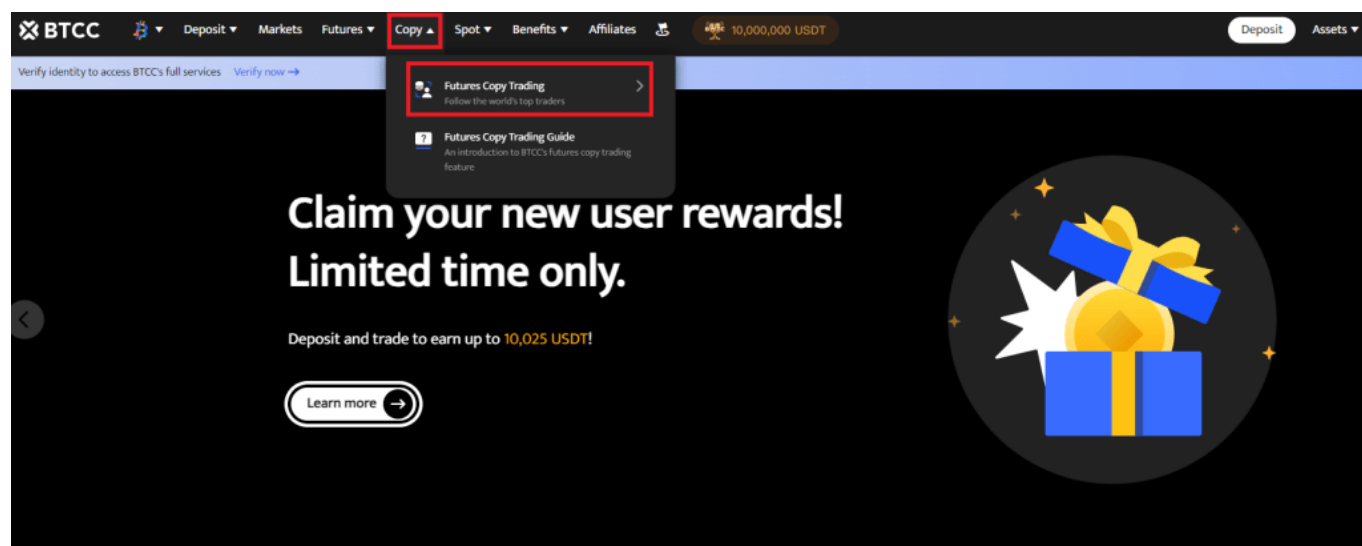 BTCC Deposit Markets Futures Copy Spot Benefits Affiliates 10,000,000 USDT Deposit Assets
Verify identity to access BTCC's full services Verify now →
Futures Copy Trading
Follow the world's top traders
? Futures Copy Trading Guide
An introduction to BTCC's futures copy trading
feature
Claim your new user rewards!
Limited time only.
Deposit and trade to earn up to 10,025 USDT!
Learn more →